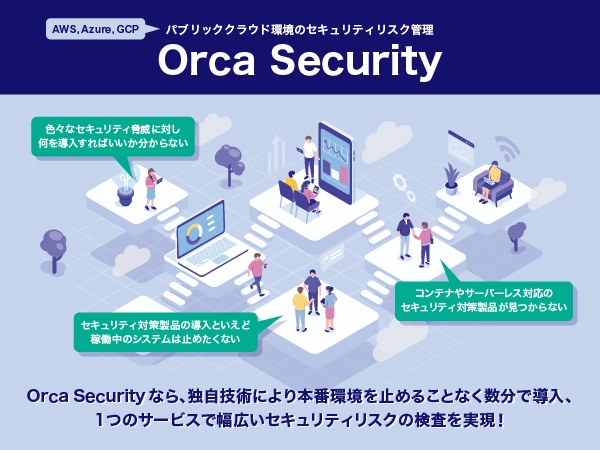 AWS, Azure, GCP
パブリッククラウド環境のセキュリティリスク管理
Orca Security
色々なセキュリティ脅威に対し
何を導入すればいいか分からない
コンテナやサーバーレス対応の
セキュリティ対策製品が見つからない
セキュリティ対策製品の導入といえど
稼働中のシステムは止めたくない
Orca Securityなら、独自技術により本番環境を止めることなく数分で導入、
1つのサービスで幅広いセキュリティリスクの検査を実現！